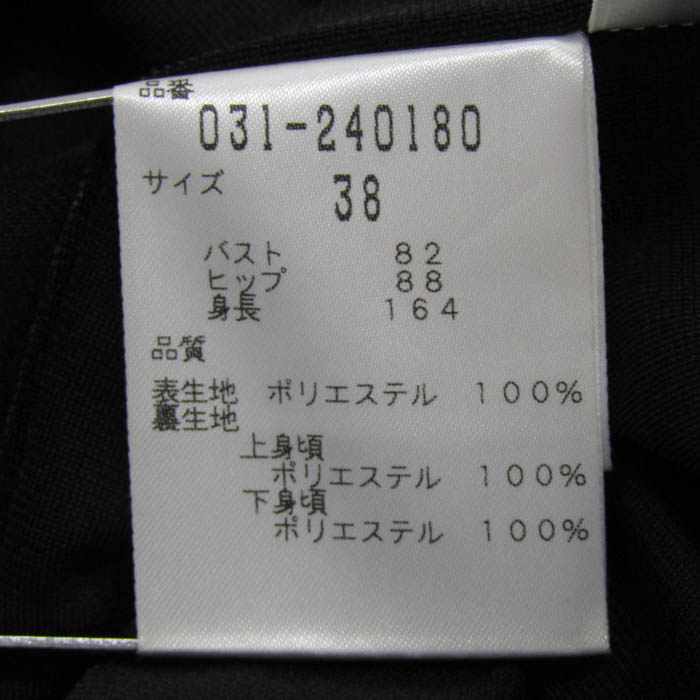 品番
031-240180
サイズ 38
バスト 82
ヒップ 88
身長 164
品質
表生地 ポリエステル 100%
裏生地
上身頃
ポリエステル 100%
下身頃
ポリエステル 100%